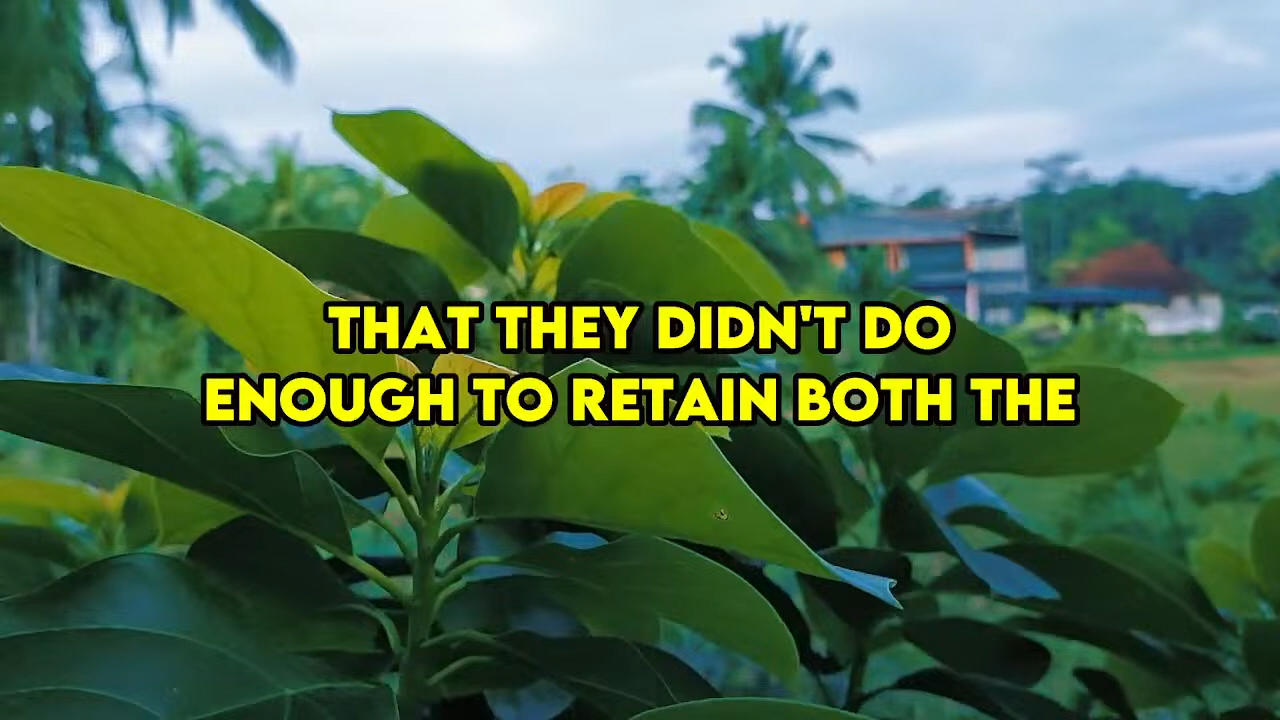 THAT THEY DIDN'T DO
ENOUGH TO RETAIN BOTH THE